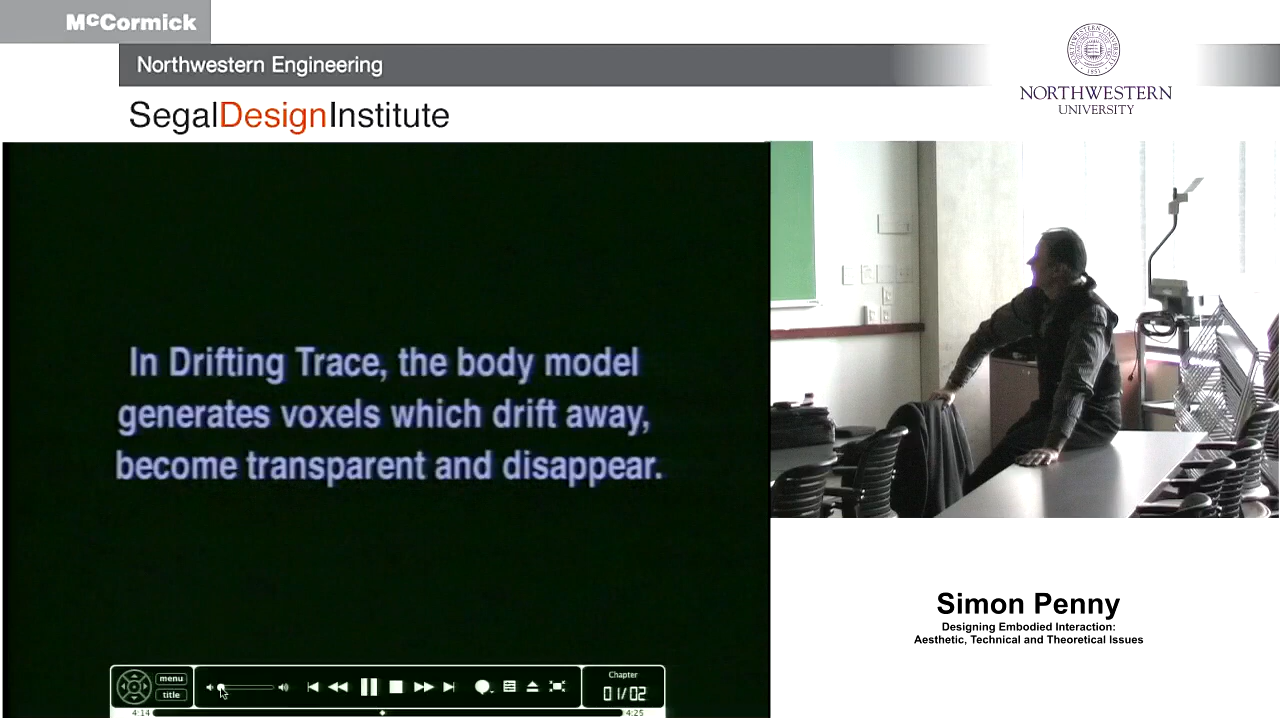 McCormick
Northwestern Engineering
SegalDesignInstitute
NORTHWESTERN
UNIVERSITY
In Drifting Trace, the body model
generates voxels which drift away,
become transparent and disappear.
Simon Penny
Designing Embodied Interaction:
Aesthetic, Technical and Theoretical Issues
menu
title
Chapter
01/02
4:14
4:25